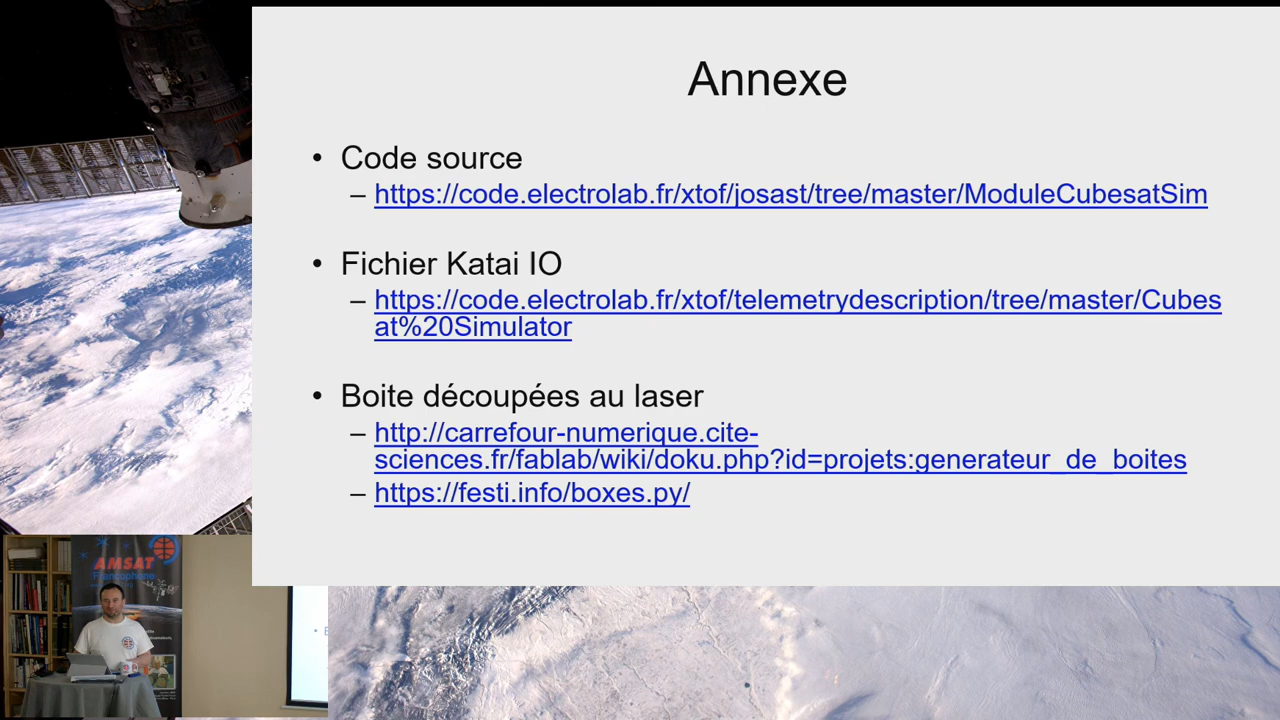 Annexe
• Code source
– https://code.electrolab.fr/xtof/josast/tree/master/ModuleCubesatSim
• Fichier Katai IO
– https://code.electrolab.fr/xtof/telemetrydescription/tree/master/Cubes
at%20Simulator
• Boite découpées au laser
– http://carrefour-numerique.cite-
sciences.fr/fablab/wiki/doku.php?id=projets:generateur_de_boites
– https://festi.info/boxes.py/
AMSAT
Francophone